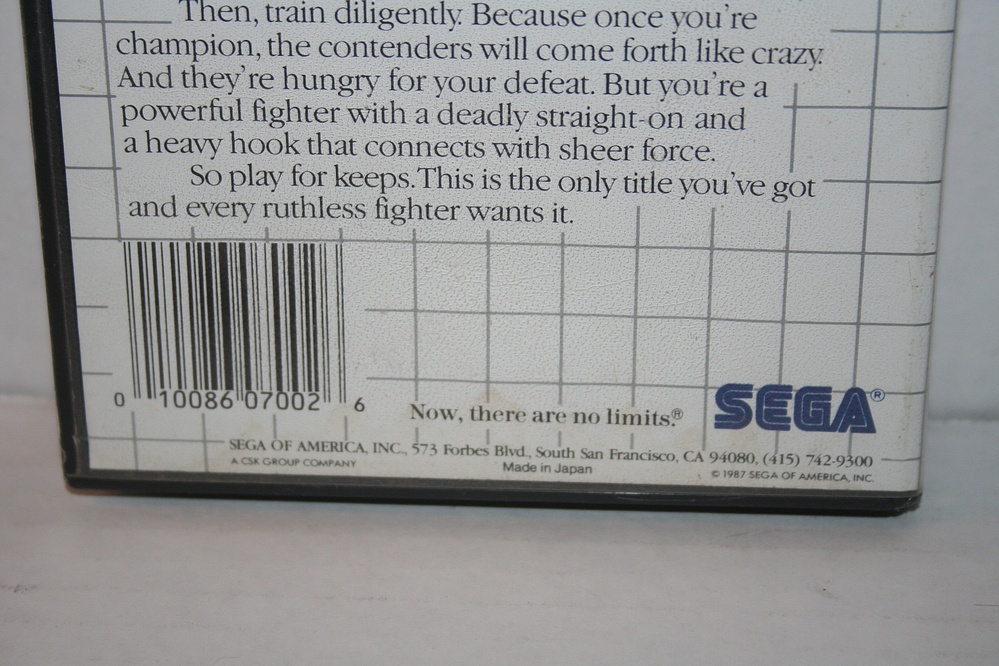 Then, train diligently. Because once you're
champion, the contenders will come forth like crazy.
And they're hungry for your defeat. But you're a
powerful fighter with a deadly straight-on and
a heavy hook that connects with sheer force.
So play for keeps. This is the only title you've got
and every ruthless fighter wants it.
0 10086 07002 6
Now, there are no limits.®
SEGA®
SEGA OF AMERICA, INC., 573 Forbes Blvd., South San Francisco, CA 94080, (415) 742-9300
A CSK GROUP COMPANY
Made in Japan
© 1987 SEGA OF AMERICA, INC.